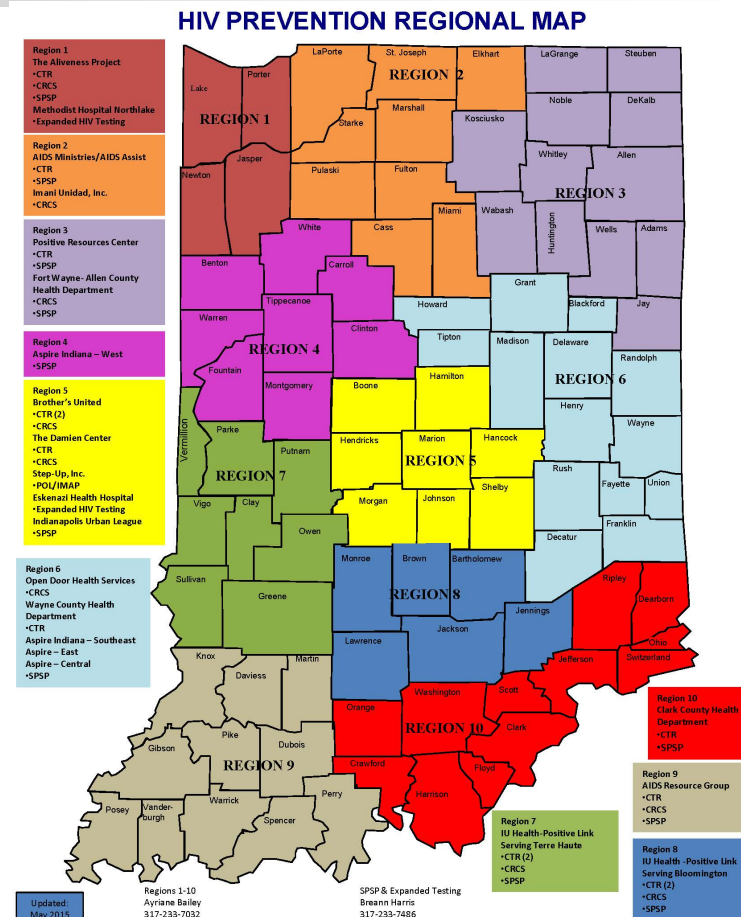 HIV PREVENTION REGIONAL MAP
Region 1
The Aliveness Project
•CTR
•CRCS
•SPSP
Methodist Hospital Northlake
•Expanded HIV Testing
Region 2
AIDS Ministries/AIDS Assist
•CTR
•SPSP
Imani Unidad, Inc.
•CRCS
Region 3
Positive Resources Center
•CTR
•SPSP
Fort Wayne- Allen County
Health Department
•CRCS
•SPSP
Region 4
Aspire Indiana – West
•SPSP
Region 5
Brother's United
•CTR (2)
•CRCS
The Damien Center
•CTR
•CRCS
Step-Up, Inc.
•POL/IMAP
Eskenazi Health Hospital
•Expanded HIV Testing
Indianapolis Urban League
•SPSP
Region 6
Open Door Health Services
•CRCS
Wayne County Health
Department
•CTR
Aspire Indiana – Southeast
Aspire – East
Aspire – Central
•SPSP
LaPorte
St. Joseph
Elkhart
LaGrange
Steuben
Porter
Lake
REGION 2
Noble
DeKalb
Marshall
Starke
Kosciusko
REGION 1
Jasper
Newton
Pulaski
Fulton
Whitley
Allen
REGION 3
Miami
Wabash
Huntington
Wells
Adams
White
Cass
Benton
Carroll
Grant
Tippecanoe
Howard
Blackford
Jay
Warren
Clinton
Tipton
Madison
Delaware
REGION 4
Randolph
Fountain
Montgomery
Boone
Hamilton
REGION 6
Henry
Wayne
Vermillion
Parke
Putnam
Hendricks
Marion
Hancock
REGION 5
REGION 7
Rush
Fayette
Union
Vigo
Clay
Morgan
Johnson
Shelby
Owen
Franklin
Decatur
Monroe
Brown
Bartholomew
Sullivan
Greene
REGION 8
Ripley
Dearborn
Jennings
Lawrence
Jackson
Ohio
Knox
Martin
Jefferson
Switzerland
Daviess
Washington
Scott
Orange
REGION 10
Clark
Gibson
Pike
Dubois
REGION 9
Crawford
Floyd
Harrison
Posey
Vander-
burgh
Warrick
Spencer
Perry
Region 10
Clark County Health
Department
•CTR
•SPSP
Region 9
AIDS Resource Group
•CTR
•CRCS
•SPSP
Region 7
IU Health-Positive Link
Serving Terre Haute
•CTR (2)
•CRCS
•SPSP
Region 8
IU Health -Positive Link
Serving Bloomington
•CTR (2)
•CRCS
•SPSP
Updated:
May 2015
Regions 1-10
Ayriane Bailey
317-233-7032
SPSP & Expanded Testing
Breann Harris
317-233-7486